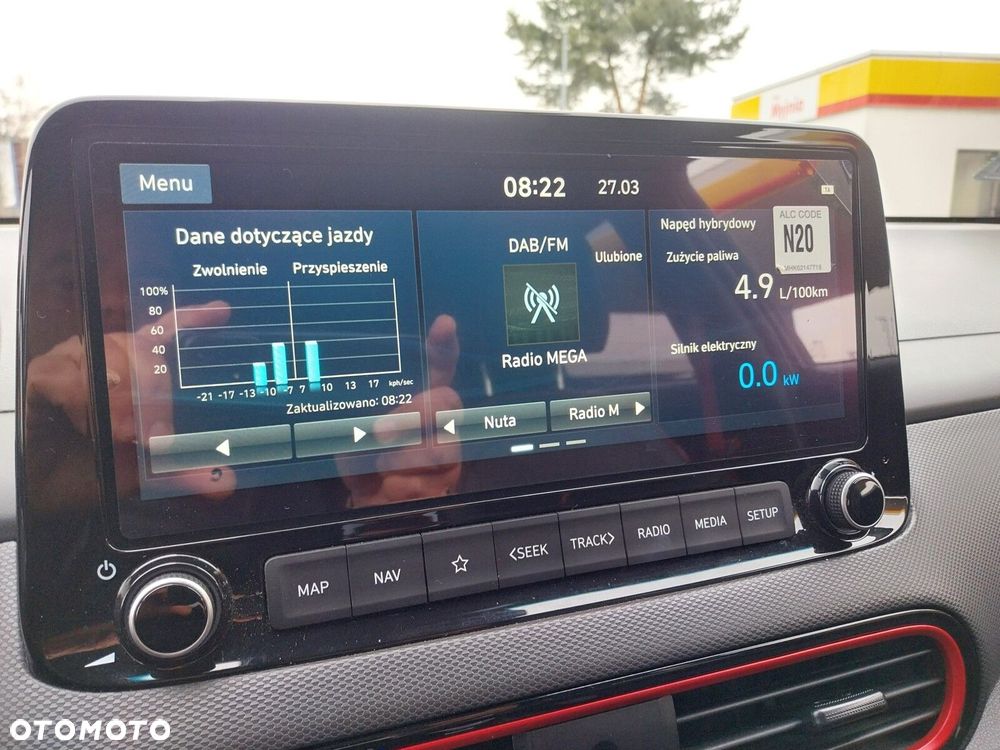 Menu
08:22
27.03
TA
Dane dotyczące jazdy
Zwolnienie
Przyspieszenie
100%
80
60
40
20
-21 -17 -13 -10 -7 7 10 13 17 kph/sec
Zaktualizowano: 08:22
DAB/FM
Ulubione
Radio MEGA
Nuta
Radio M
Napęd hybrydowy
Zużycie paliwa
4.9 L/100km
Silnik elektryczny
0.0 kW
ALC CODE
N20
MAP
NAV
<SEEK
TRACK>
RADIO
MEDIA
SETUP
OTOMOTO